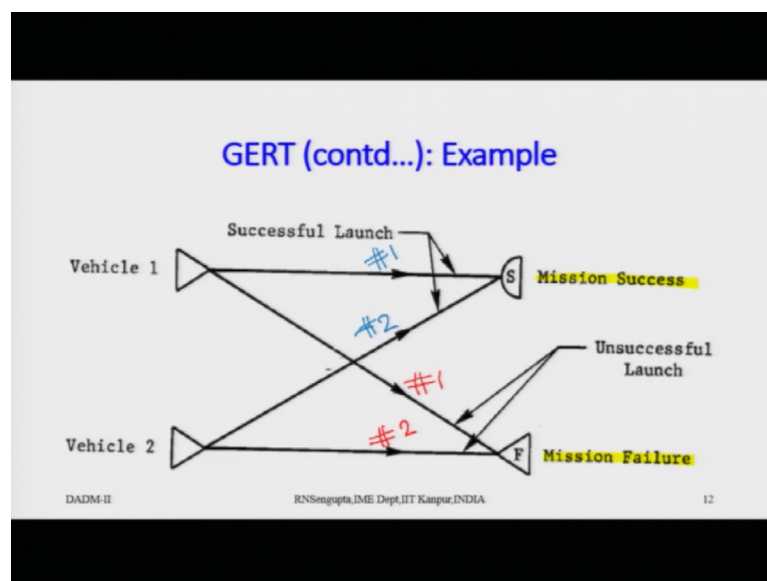 GERT (contd...): Example
Successful Launch
#1
Vehicle 1
S
Mission Success
#2
Unsuccessful
Launch
#1
#2
Vehicle 2
F
Mission Failure
DADM-II
RNSengupta,IME Dept,IIT Kanpur,INDIA
12